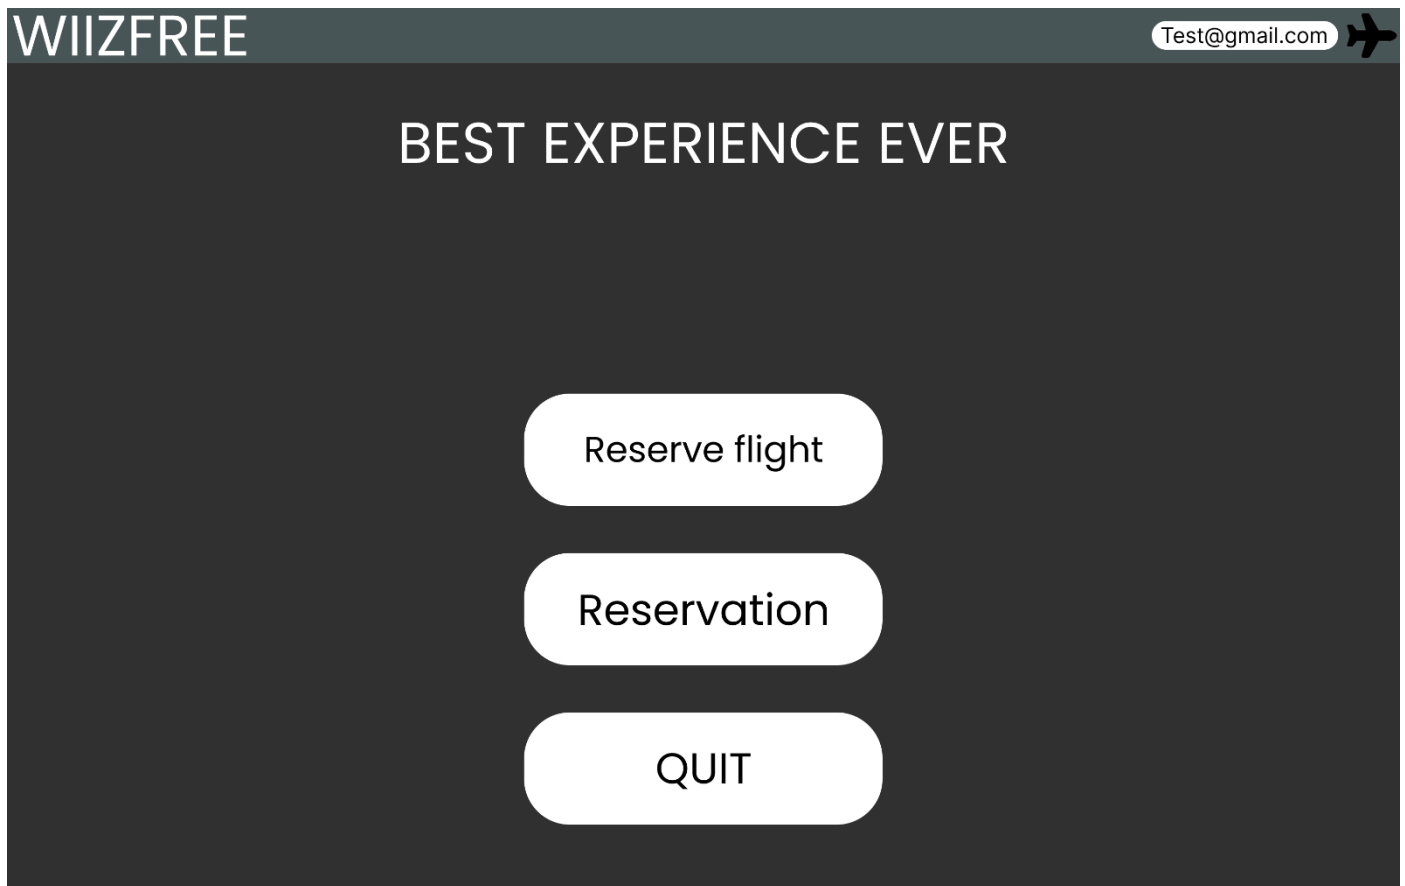 WIIZFREE
Test@gmail.com
BEST EXPERIENCE EVER
Reserve flight
Reservation
QUIT